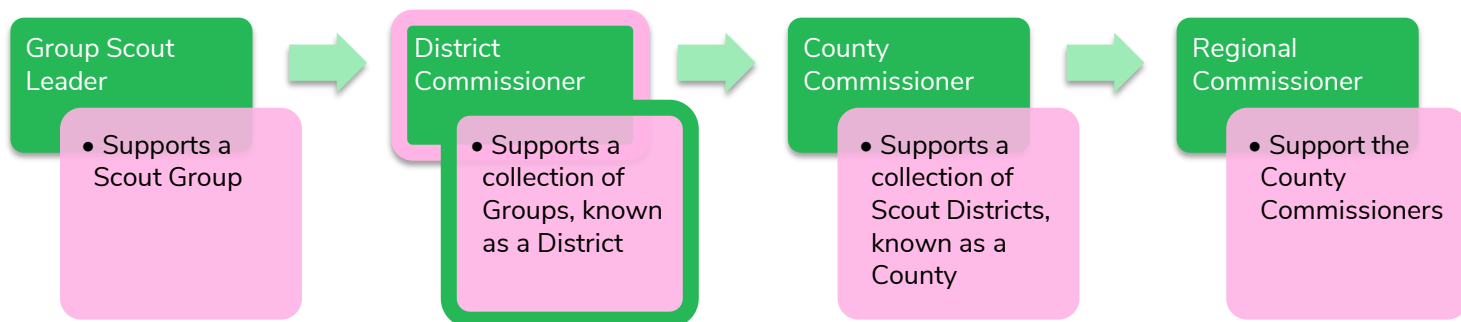 Group Scout
Leader
• Supports a
Scout Group
District
Commissioner
• Supports a
collection of
Groups, known
as a District
County
Commissioner
• Supports a
collection of
Scout Districts,
known as a
County
Regional
Commissioner
• Support the
County
Commissioners